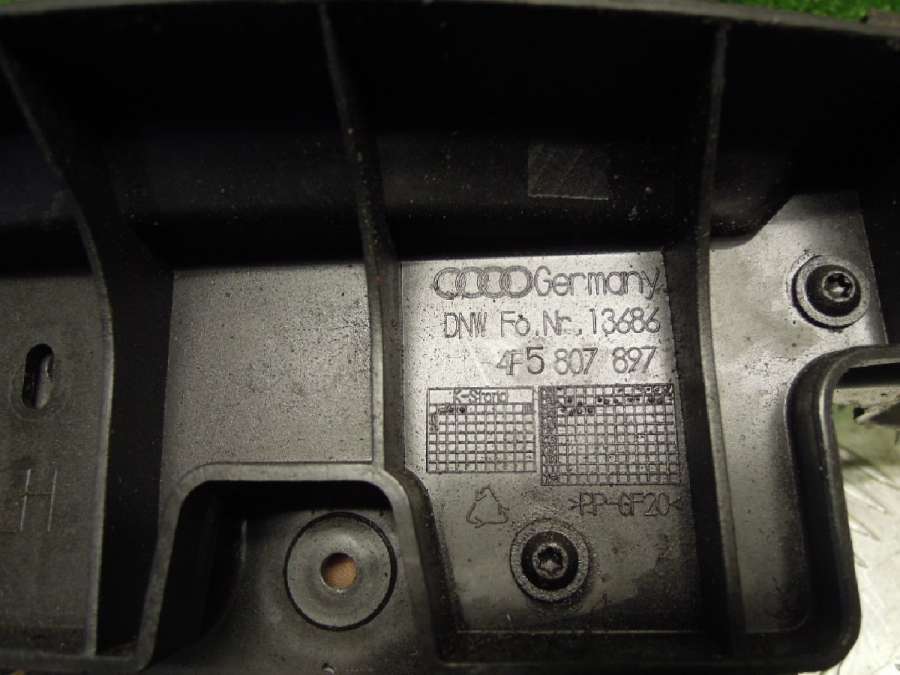 Germany
DNW Fo.Nr. 13686
4F5 807 897
K-Stand
>PP-GF20<
H